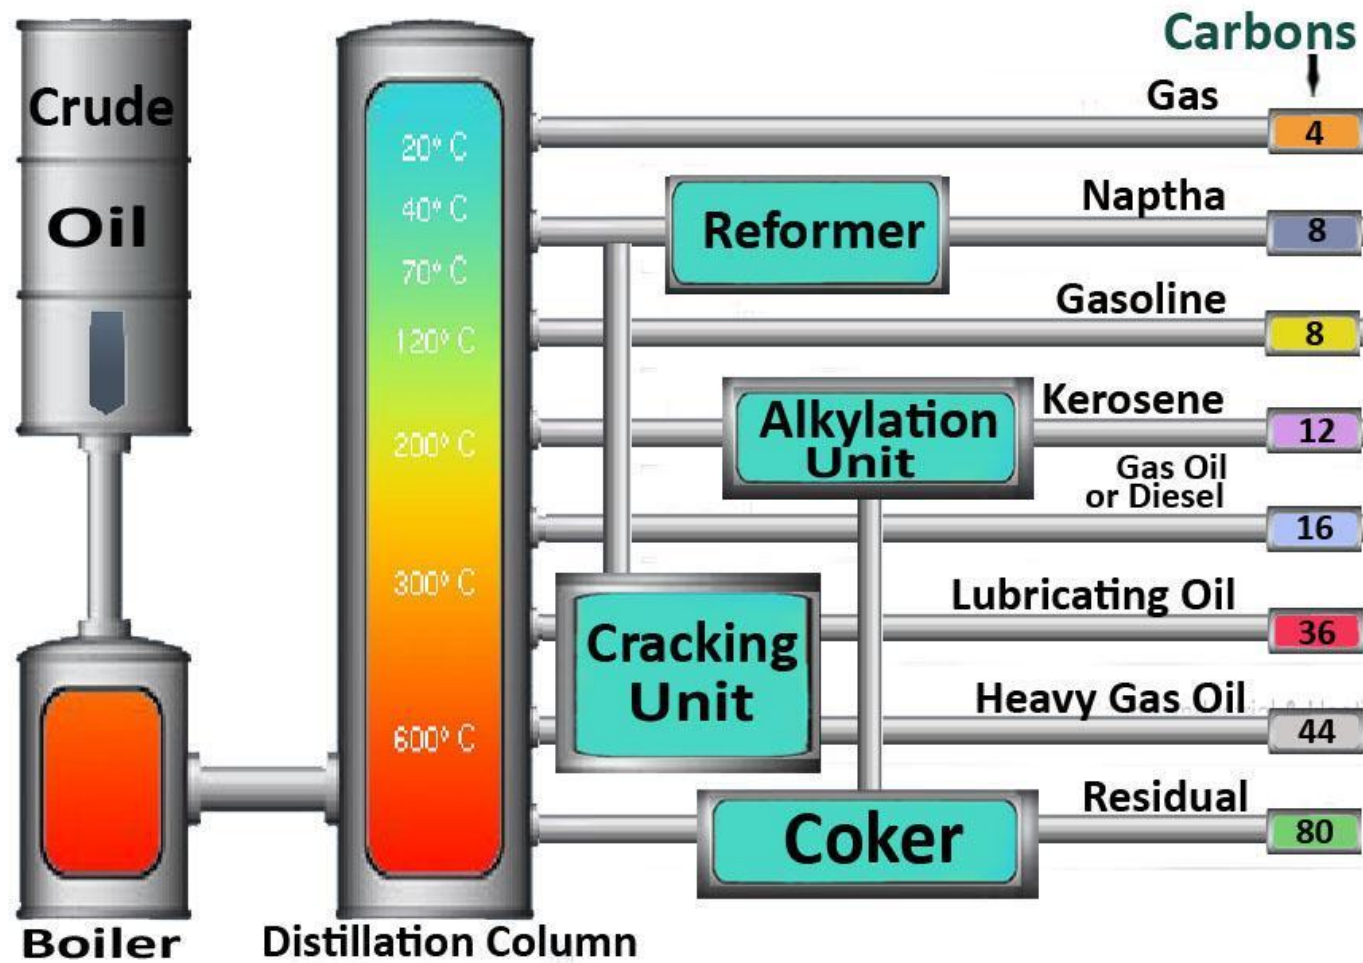 Carbons
Crude
Oil
Boiler
Distillation Column
20° C
40° C
70° C
120° C
200° C
300° C
600° C
Gas
4
Reformer
Naptha
8
Gasoline
8
Alkylation
Unit
Kerosene
12
Gas Oil
or Diesel
16
Cracking
Unit
Lubricating Oil
36
Heavy Gas Oil
44
Coker
Residual
80